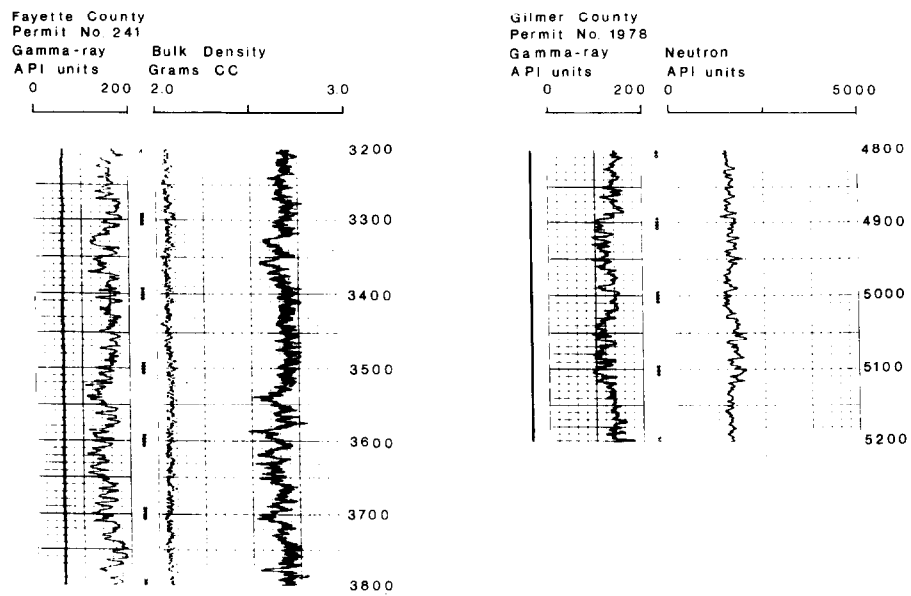 Fayette County
Permit No. 241
Gamma-ray Bulk Density
API units Grams CC
0 200 2.0 3.0
3200
3300
3400
3500
3600
3700
3800
Gilmer County
Permit No. 1978
Gamma-ray Neutron
API units API units
0 200 0 5000
4800
4900
5000
5100
5200